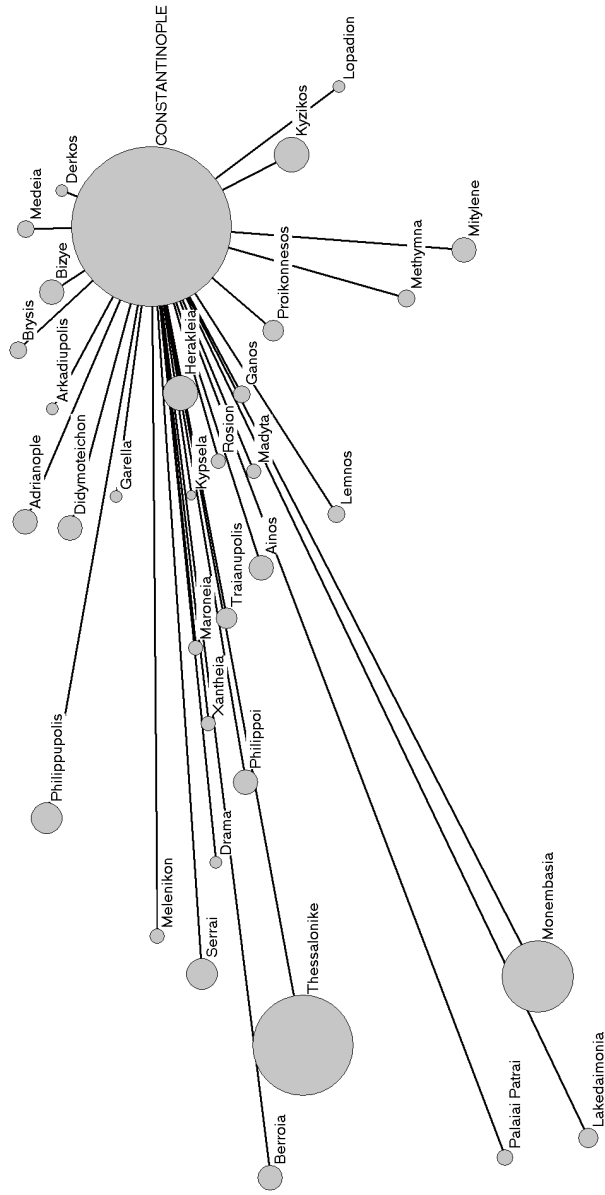 CONSTANTINOPLE
Lopadion
Kyzikos
Derkos
Medeia
Mitylene
Methymna
Bizye
Proikonnesos
Brysis
Herakleia
Arkadiupolis
Ganos
Didymoteichon
Rosion
Madyta
Garella
Kypsela
Adrianople
Lemnos
Ainos
Traianupolis
Maroneia
Xantheia
Philippoi
Philippupolis
Drama
Melenikon
Serrai
Monembasia
Thessalonike
Palaiai Patrai
Lakedaimonia
Berroia